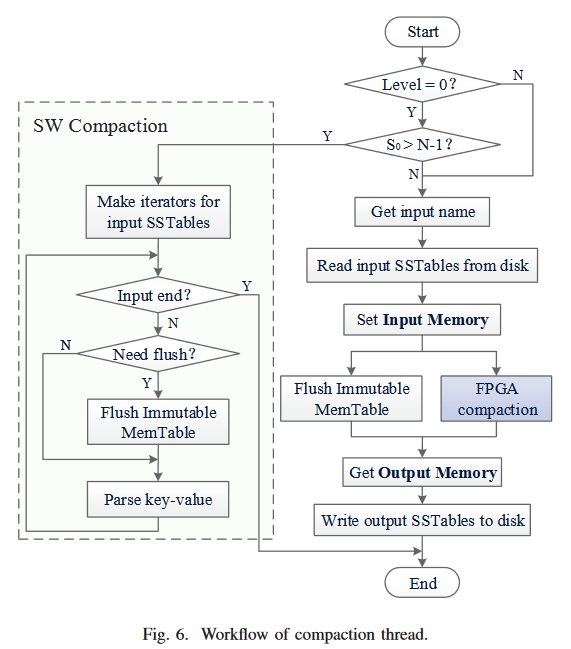 Start
Level = 0?
N
Y
S0 > N-1?
Y
N
SW Compaction
Make iterators for
input SSTables
Input end?
Y
N
Need flush?
N
Y
Flush Immutable
MemTable
Parse key-value
Get input name
Read input SSTables from disk
Set Input Memory
Flush Immutable
MemTable
FPGA
compaction
Get Output Memory
Write output SSTables to disk
End
Fig. 6. Workflow of compaction thread.